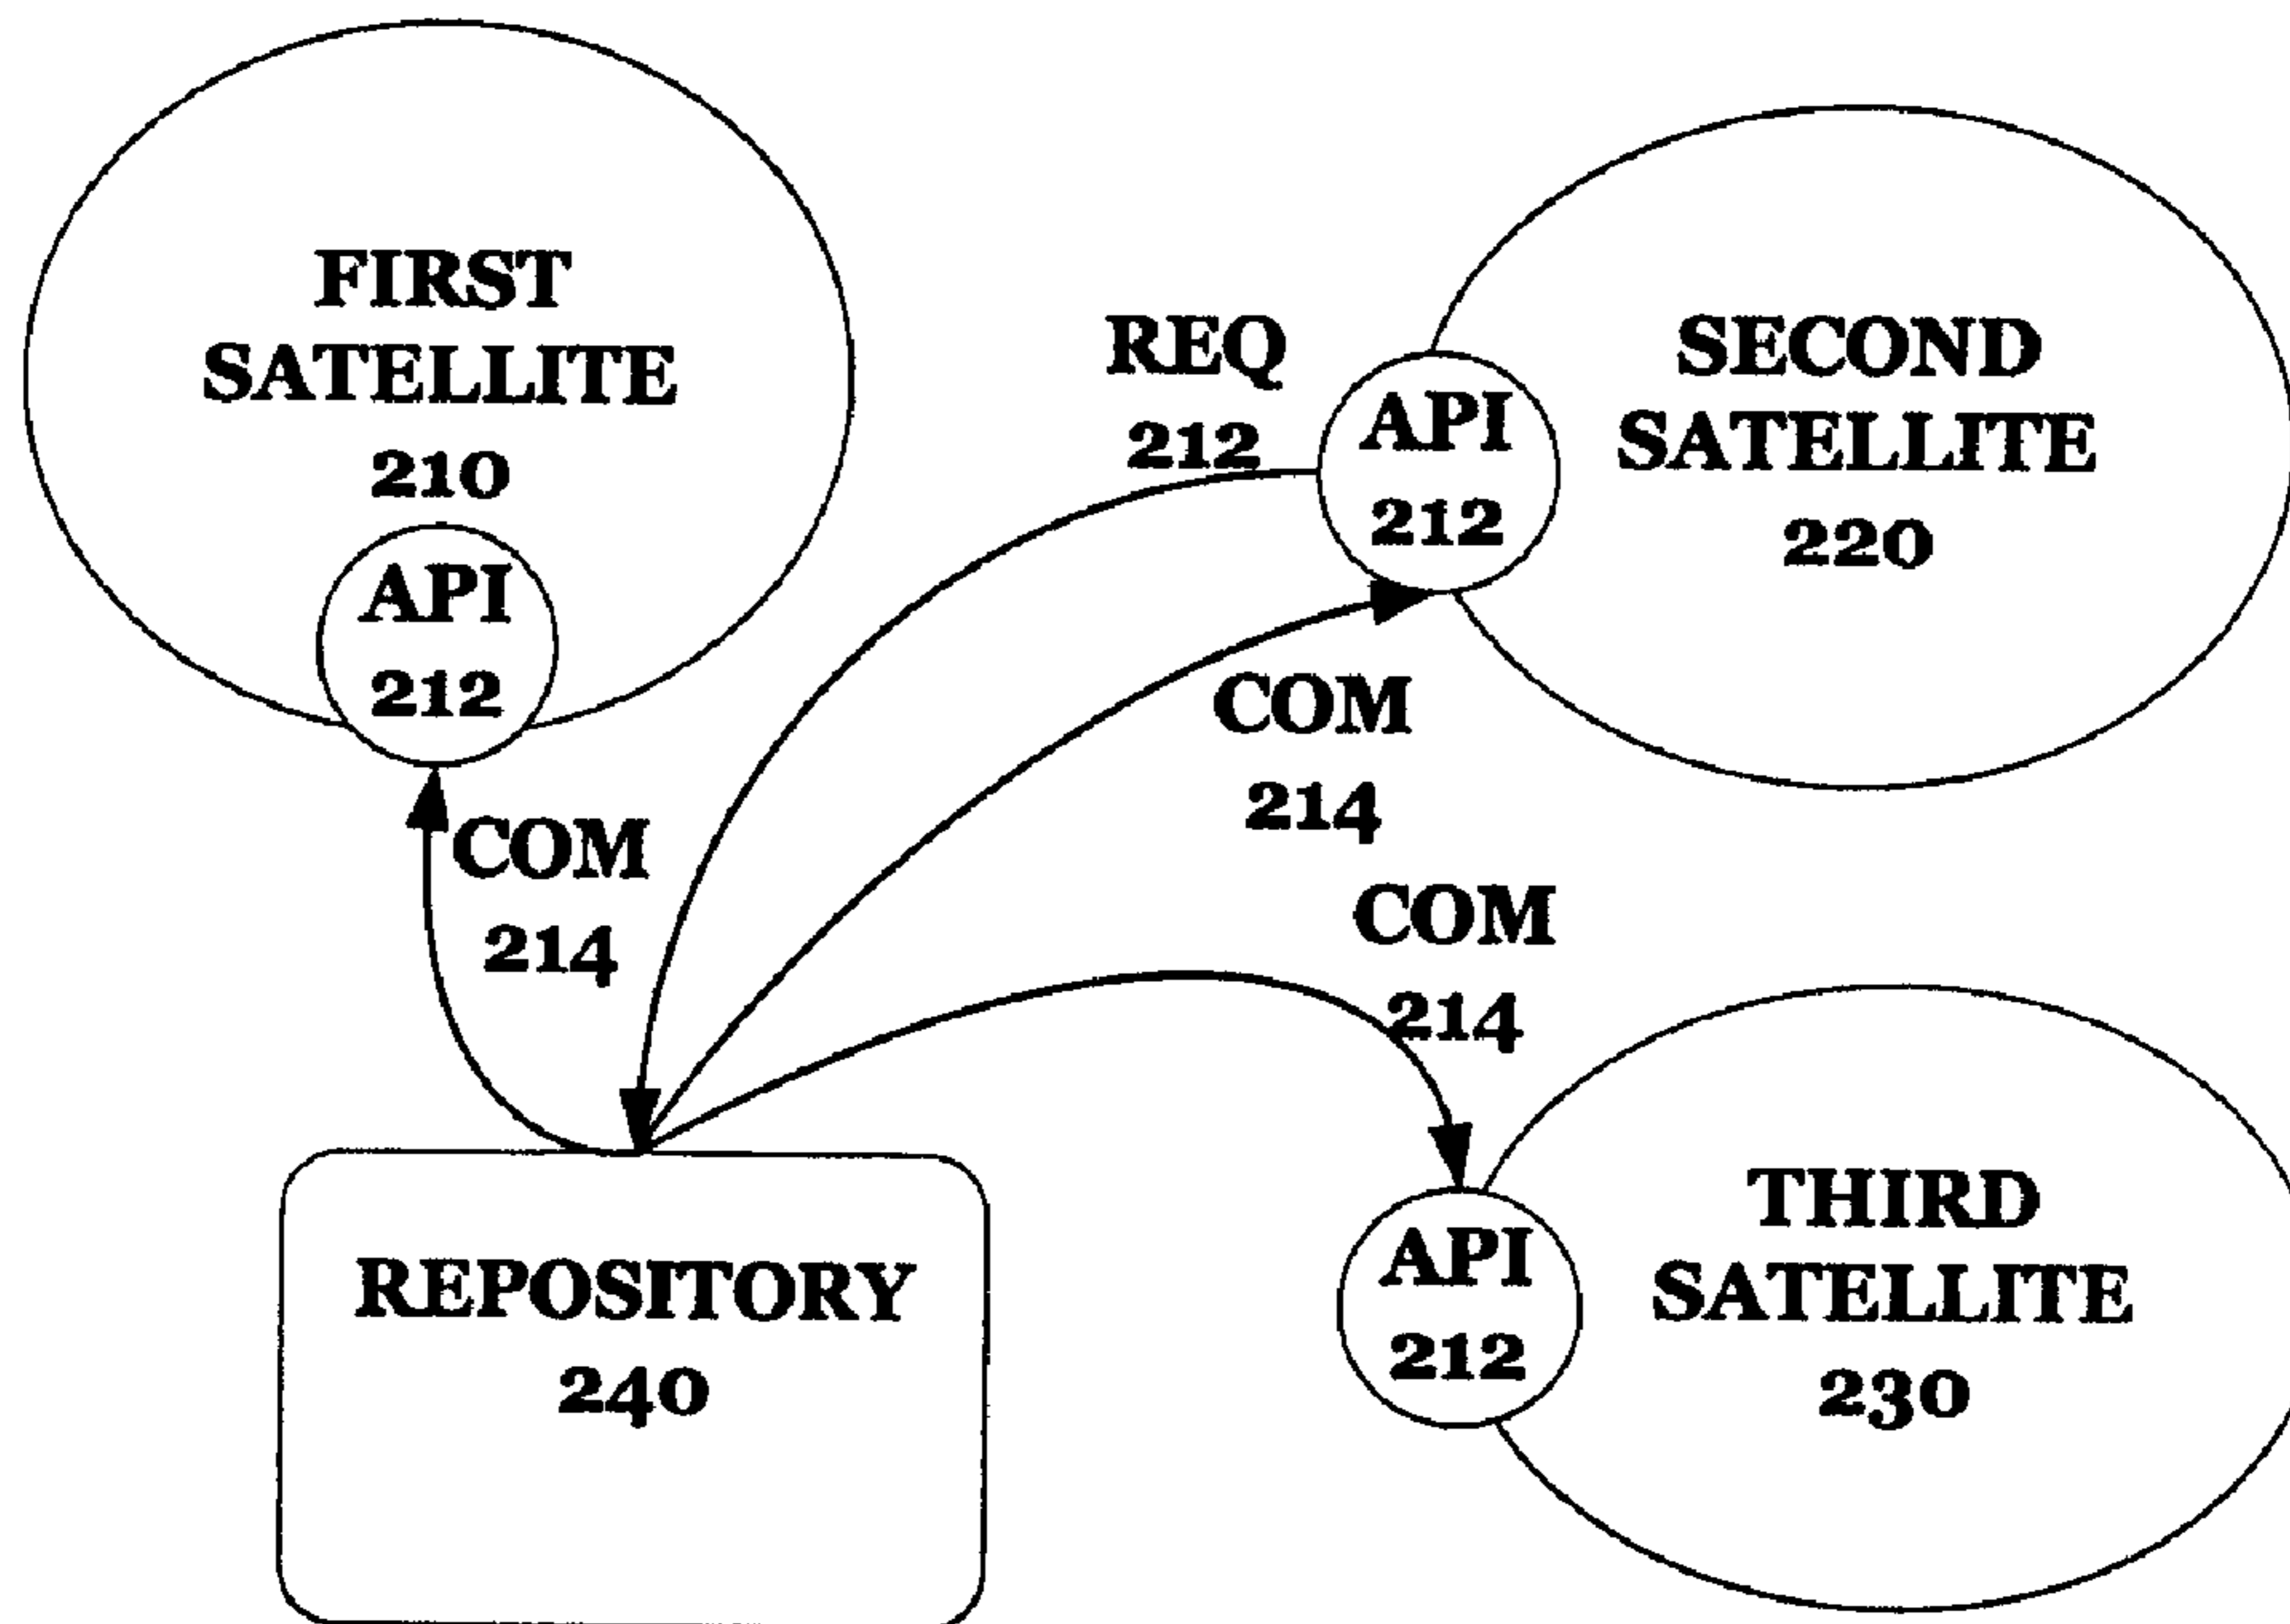 FIRST
SATELLITE
210
API
212
COM
214
REQ
212
API
212
SECOND
SATELLITE
220
COM
214
COM
214
API
212
THIRD
SATELLITE
230
REPOSITORY
240